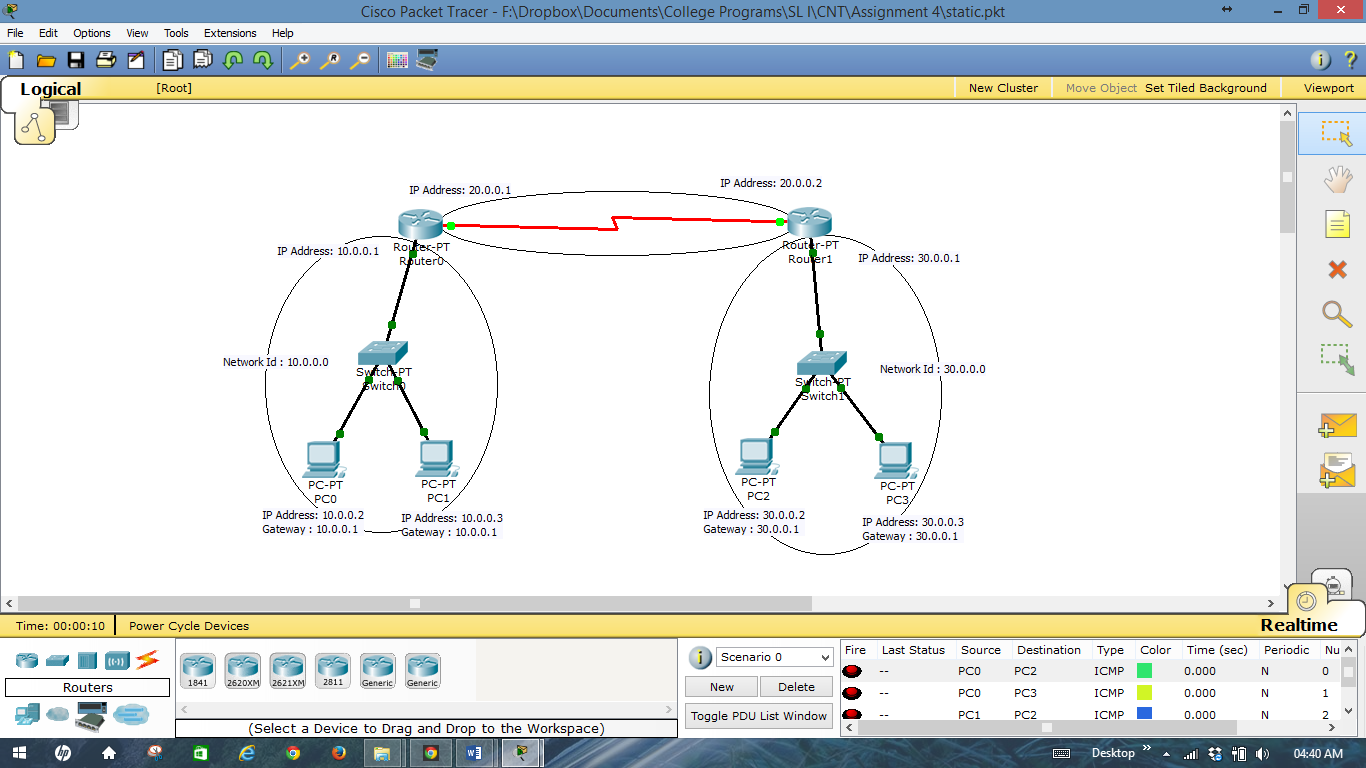 Cisco Packet Tracer - F:\Dropbox\Documents\College Programs\SL I\CNT\Assignment 4\static.pkt
File Edit Options View Tools Extensions Help
Logical [Root] New Cluster Move Object Set Tiled Background Viewport
IP Address: 20.0.0.1
IP Address: 20.0.0.2
Router-PT
Router0
Router-PT
Router1
IP Address: 10.0.0.1
IP Address: 30.0.0.1
Network Id : 10.0.0.0
Switch-PT
Switch0
Network Id : 30.0.0.0
Switch-PT
Switch1
PC-PT
PC0
PC-PT
PC1
PC-PT
PC2
PC-PT
PC3
IP Address: 10.0.0.2
Gateway : 10.0.0.1
IP Address: 10.0.0.3
Gateway : 10.0.0.1
IP Address: 30.0.0.2
Gateway : 30.0.0.1
IP Address: 30.0.0.3
Gateway : 30.0.0.1
Time: 00:00:10 Power Cycle Devices
Realtime
Routers
1841 2620XM 2621XM 2811 Generic Generic
(Select a Device to Drag and Drop to the Workspace)
Scenario 0
New Delete
Toggle PDU List Window
Fire Last Status Source Destination Type Color Time (sec) Periodic Nu
-- PC0 PC2 ICMP 0.000 N 0
-- PC0 PC3 ICMP 0.000 N 1
-- PC1 PC2 ICMP 0.000 N 2
Desktop 04:40 AM